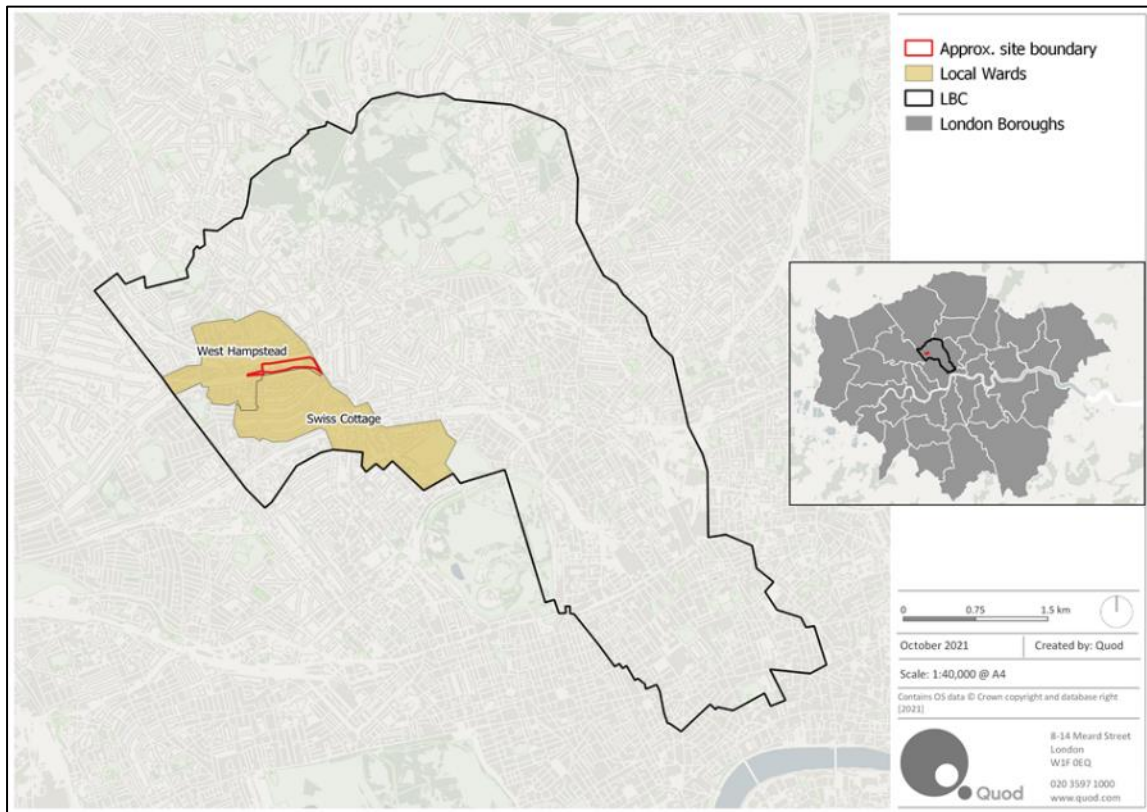 Approx. site boundary
Local Wards
LBC
London Boroughs
West Hampstead
Swiss Cottage
0 0.75 1.5 km
October 2021 Created by: Quod
Scale: 1:40,000 @ A4
Contains OS data © Crown copyright and database right
[2021]
Quod
8-14 Meard Street
London
W1F 0EQ
020 3597 1000
www.quod.com